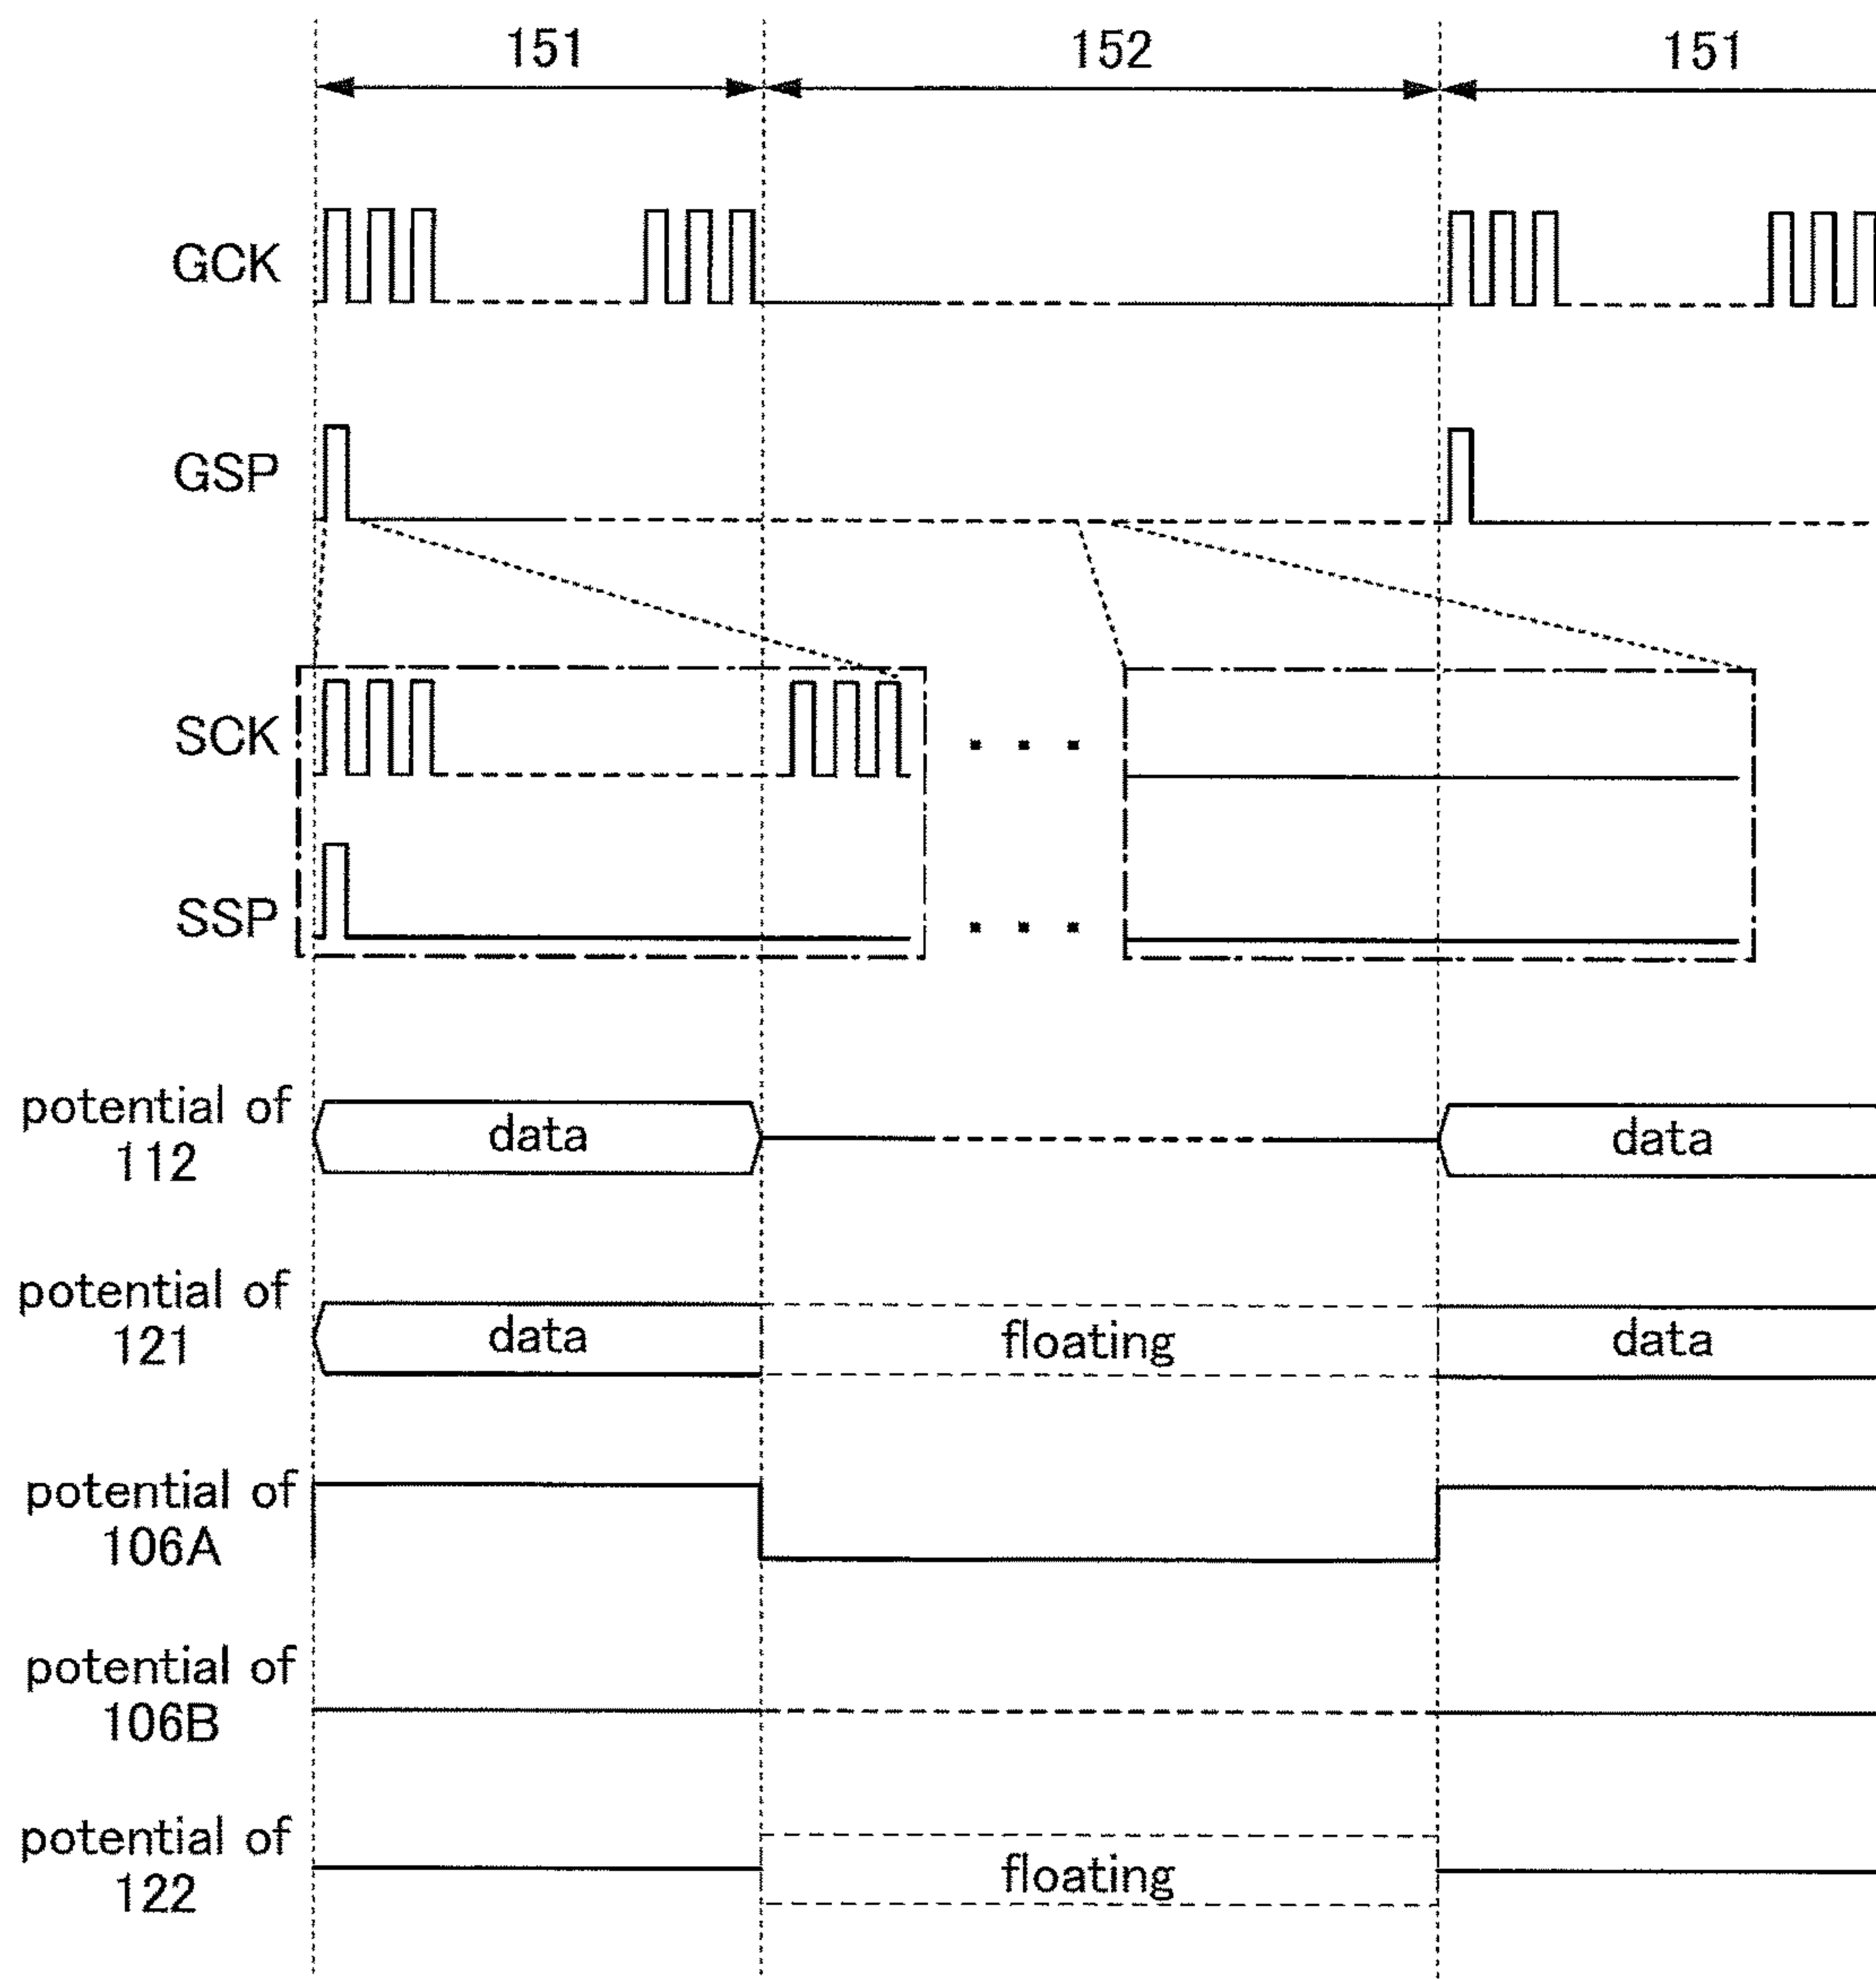 151 152 151
GCK
GSP
SCK
SSP
potential of
112
data data
potential of
121
data floating data
potential of
106A
potential of
106B
potential of
122
floating